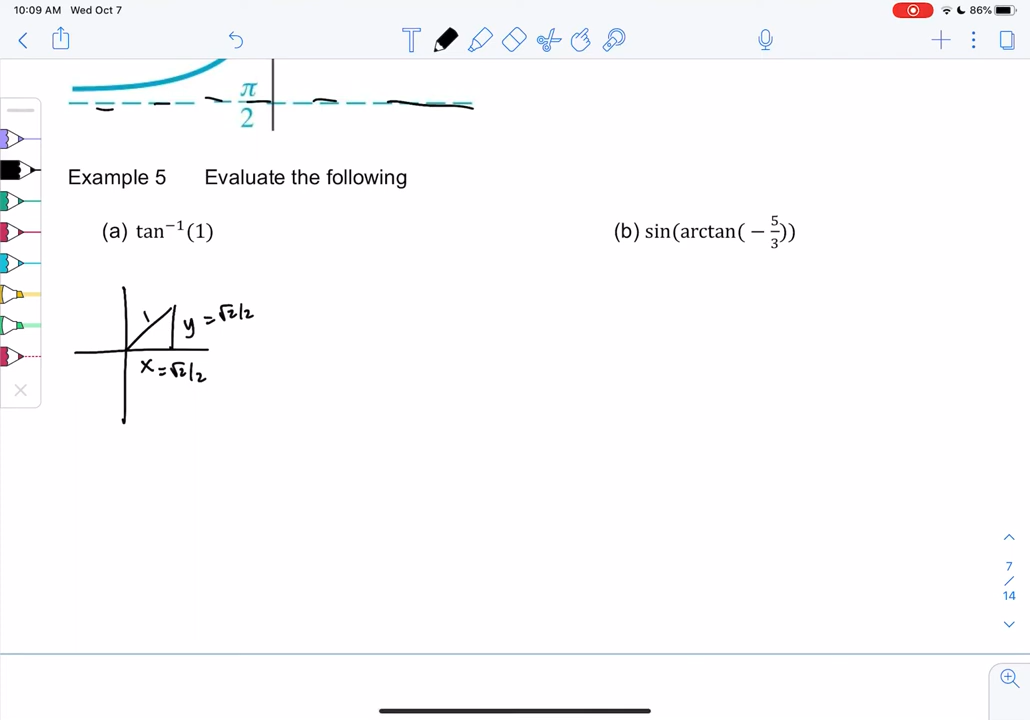 10:09 AM Wed Oct 7
86%
T
π
2
Example 5 Evaluate the following
(a) tan⁻¹(1)
(b) sin(arctan(− 5/3))
1
y = √2/2
x = √2/2
7
/
14